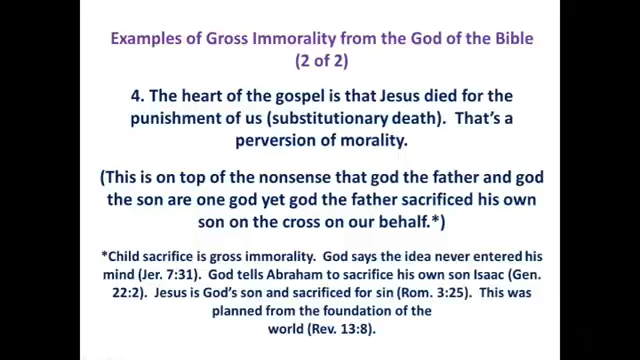 Examples of Gross Immorality from the God of the Bible
(2 of 2)
4. The heart of the gospel is that Jesus died for the
punishment of us (substitutionary death). That's a
perversion of morality.
(This is on top of the nonsense that god the father and god
the son are one god yet god the father sacrificed his own
son on the cross on our behalf.*)
*Child sacrifice is gross immorality. God says the idea never entered his
mind (Jer. 7:31). God tells Abraham to sacrifice his own son Isaac (Gen.
22:2). Jesus is God's son and sacrificed for sin (Rom. 3:25). This was
planned from the foundation of the
world (Rev. 13:8).